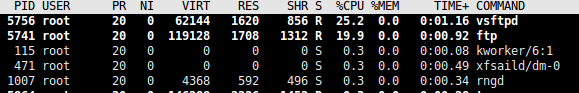 PID USER PR NI VIRT RES SHR S %CPU %MEM TIME+ COMMAND
5756 root 20 0 62144 1620 856 R 25.2 0.0 0:01.16 vsftpd
5741 root 20 0 119128 1708 1312 R 19.9 0.0 0:00.92 ftp
115 root 20 0 0 0 0 S 0.3 0.0 0:00.08 kworker/6:1
471 root 20 0 0 0 0 S 0.3 0.0 0:00.49 xfsaild/dm-0
1007 root 20 0 4368 592 496 S 0.3 0.0 0:00.34 rngd